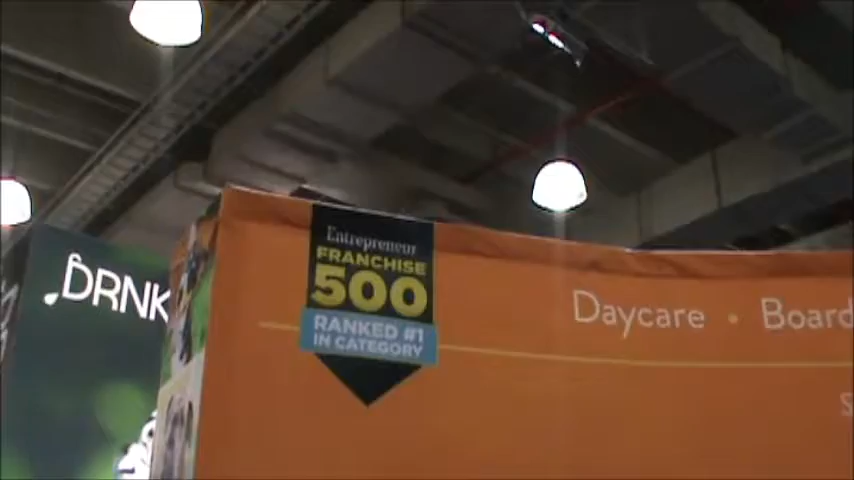 DRNK
Entrepreneur
FRANCHISE
500
RANKED #1
IN CATEGORY
Daycare • Board